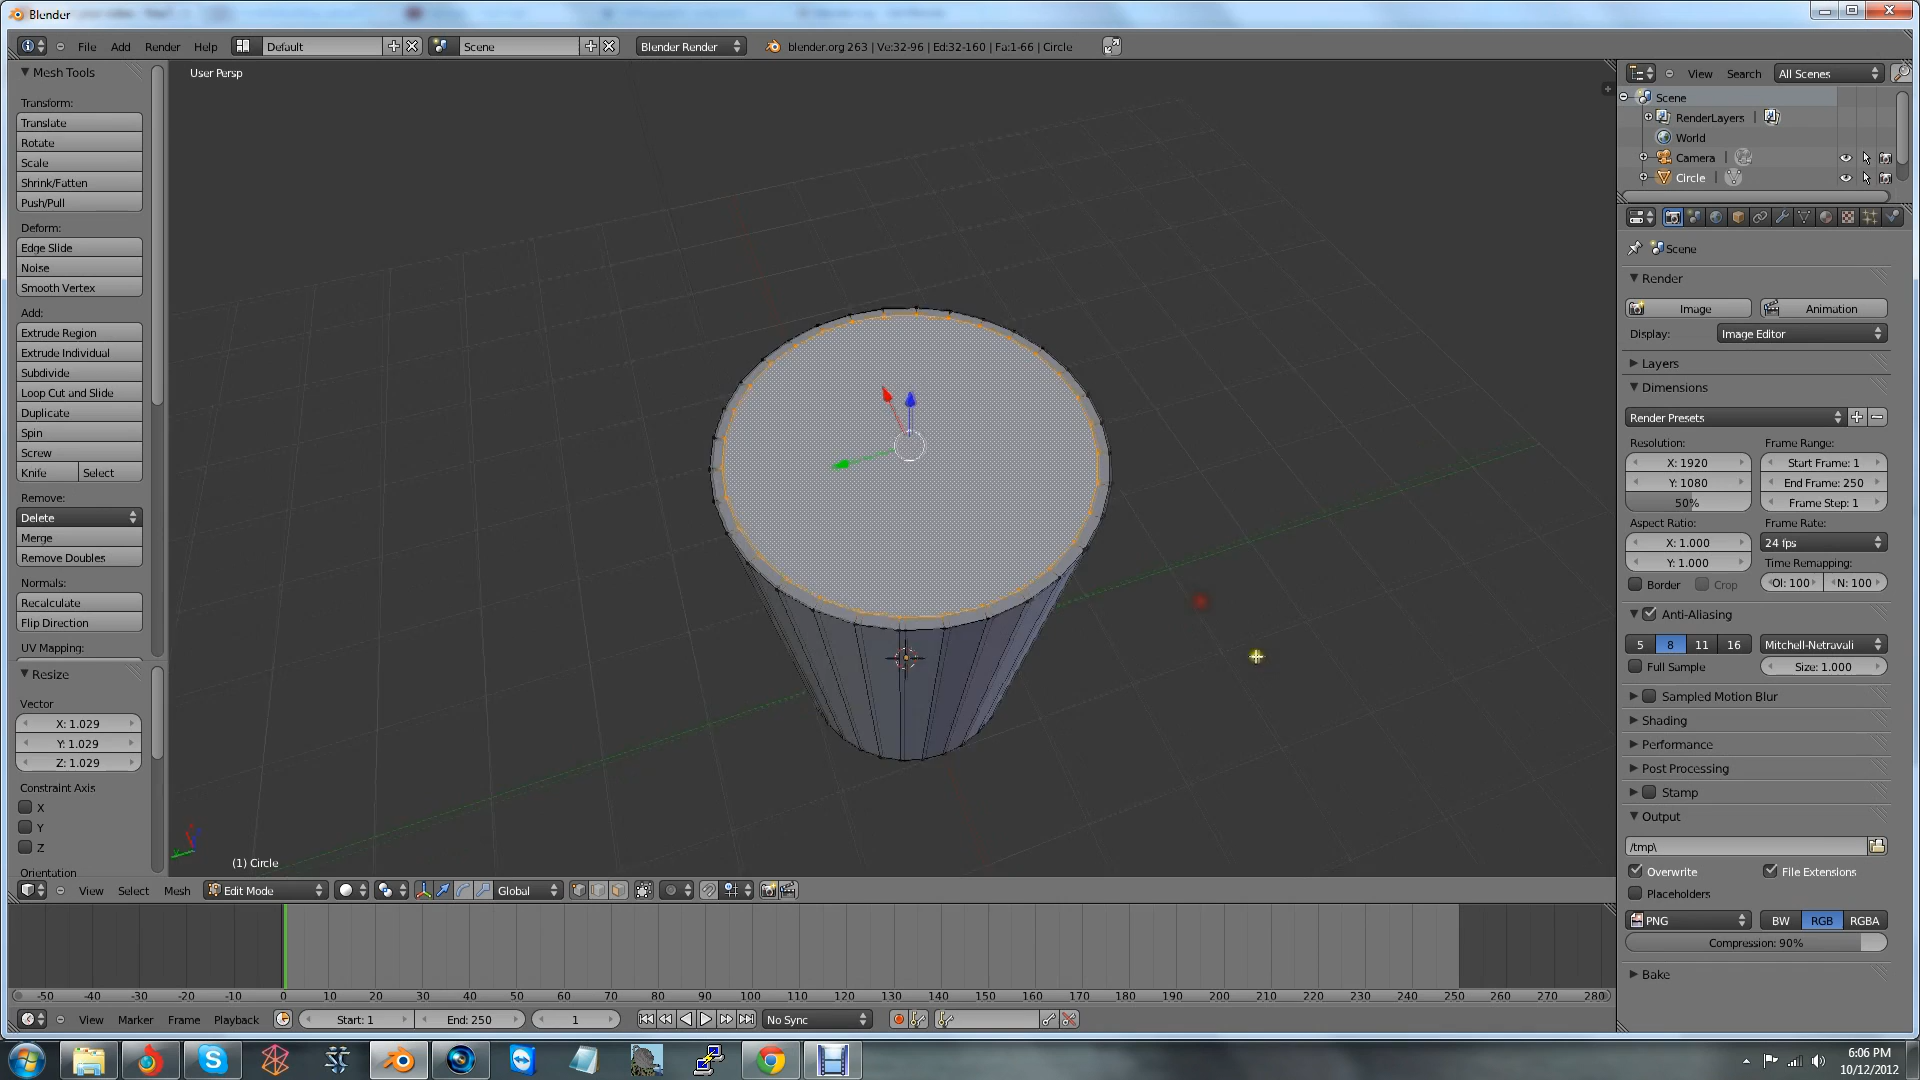 Blender
File Add Render Help Default Scene Blender Render blender.org 263 | Ve:32-96 | Ed:32-160 | Fa:1-66 | Circle
Mesh Tools
Transform:
Translate
Rotate
Scale
Shrink/Fatten
Push/Pull
Deform:
Edge Slide
Noise
Smooth Vertex
Add:
Extrude Region
Extrude Individual
Subdivide
Loop Cut and Slide
Duplicate
Spin
Screw
Knife Select
Remove:
Delete
Merge
Remove Doubles
Normals:
Recalculate
Flip Direction
UV Mapping:
Resize
Vector
X: 1.029
Y: 1.029
Z: 1.029
Constraint Axis
X
Y
Z
Orientation
User Persp
(1) Circle
View Select Mesh Edit Mode Global
-50 -40 -30 -20 -10 0 10 20 30 40 50 60 70 80 90 100 110 120 130 140 150 160 170 180 190 200 210 220 230 240 250 260 270 280
View Marker Frame Playback Start: 1 End: 250 1 No Sync
View Search All Scenes
Scene
RenderLayers
World
Camera
Circle
Scene
Render
Image Animation
Display: Image Editor
Layers
Dimensions
Render Presets
Resolution: Frame Range:
X: 1920 Start Frame: 1
Y: 1080 End Frame: 250
50% Frame Step: 1
Aspect Ratio: Frame Rate:
X: 1.000 24 fps
Y: 1.000 Time Remapping:
Border Crop Ol: 100 N: 100
Anti-Aliasing
5 8 11 16 Mitchell-Netravali
Full Sample Size: 1.000
Sampled Motion Blur
Shading
Performance
Post Processing
Stamp
Output
/tmp\
Overwrite File Extensions
Placeholders
PNG BW RGB RGBA
Compression: 90%
Bake
6:06 PM
10/12/2012